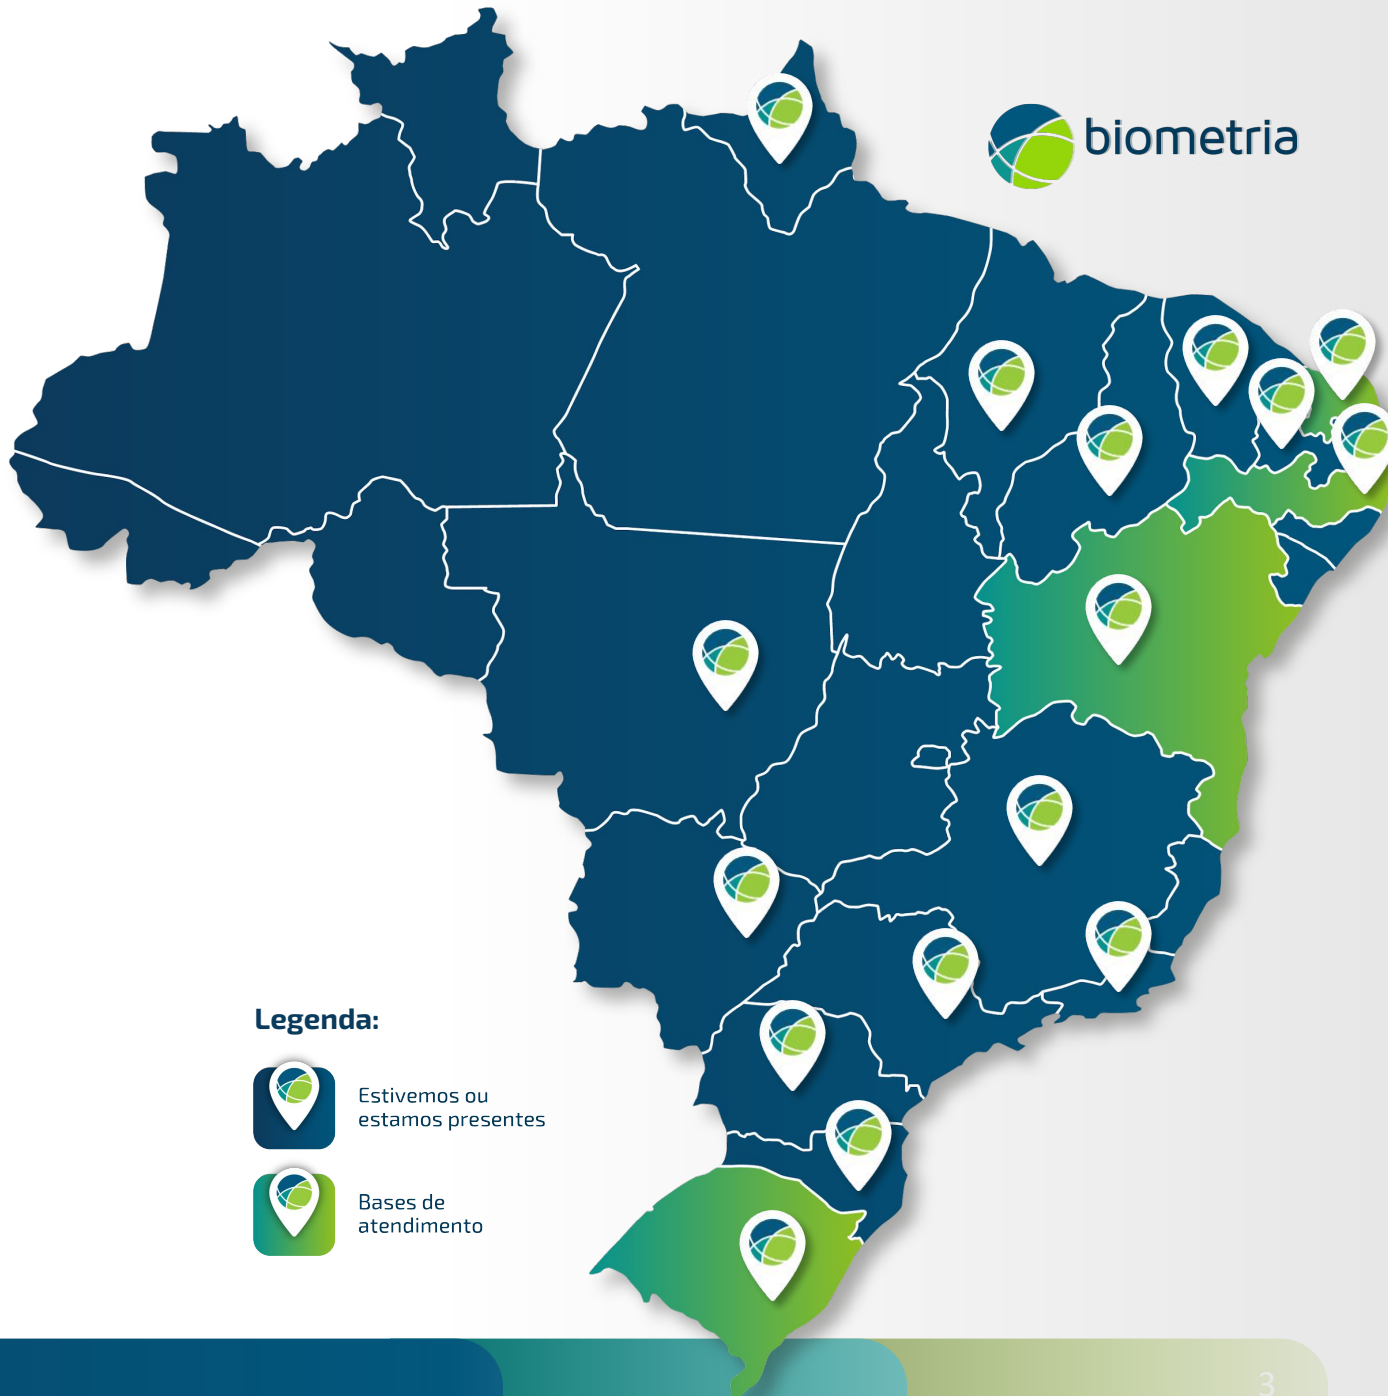 biometria
Legenda:
Estivemos ou
estamos presentes
Bases de
atendimento
3